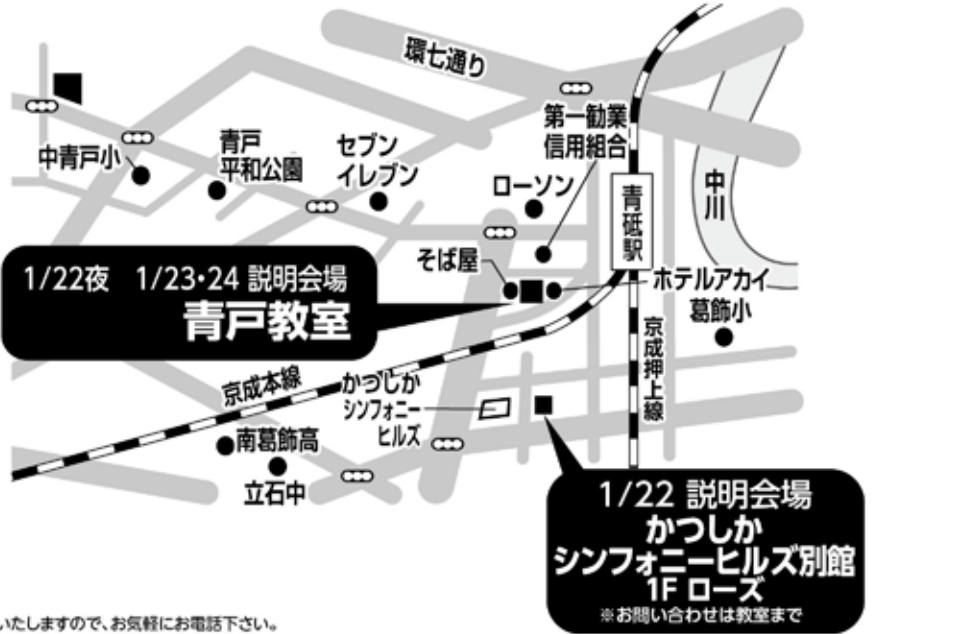 環七通り
第一勧業
信用組合
中青戸小
青戸
平和公園
セブン
イレブン
ローソン
青砥駅
中川
そば屋
ホテルアカイ
葛飾小
1/22夜 1/23・24 説明会場
青戸教室
京成本線
京成押上線
かつしか
シンフォニー
ヒルズ
南葛飾高
立石中
1/22 説明会場
かつしか
シンフォニーヒルズ別館
1F ローズ
※お問い合わせは教室まで
いたしますので、お気軽にお電話下さい。